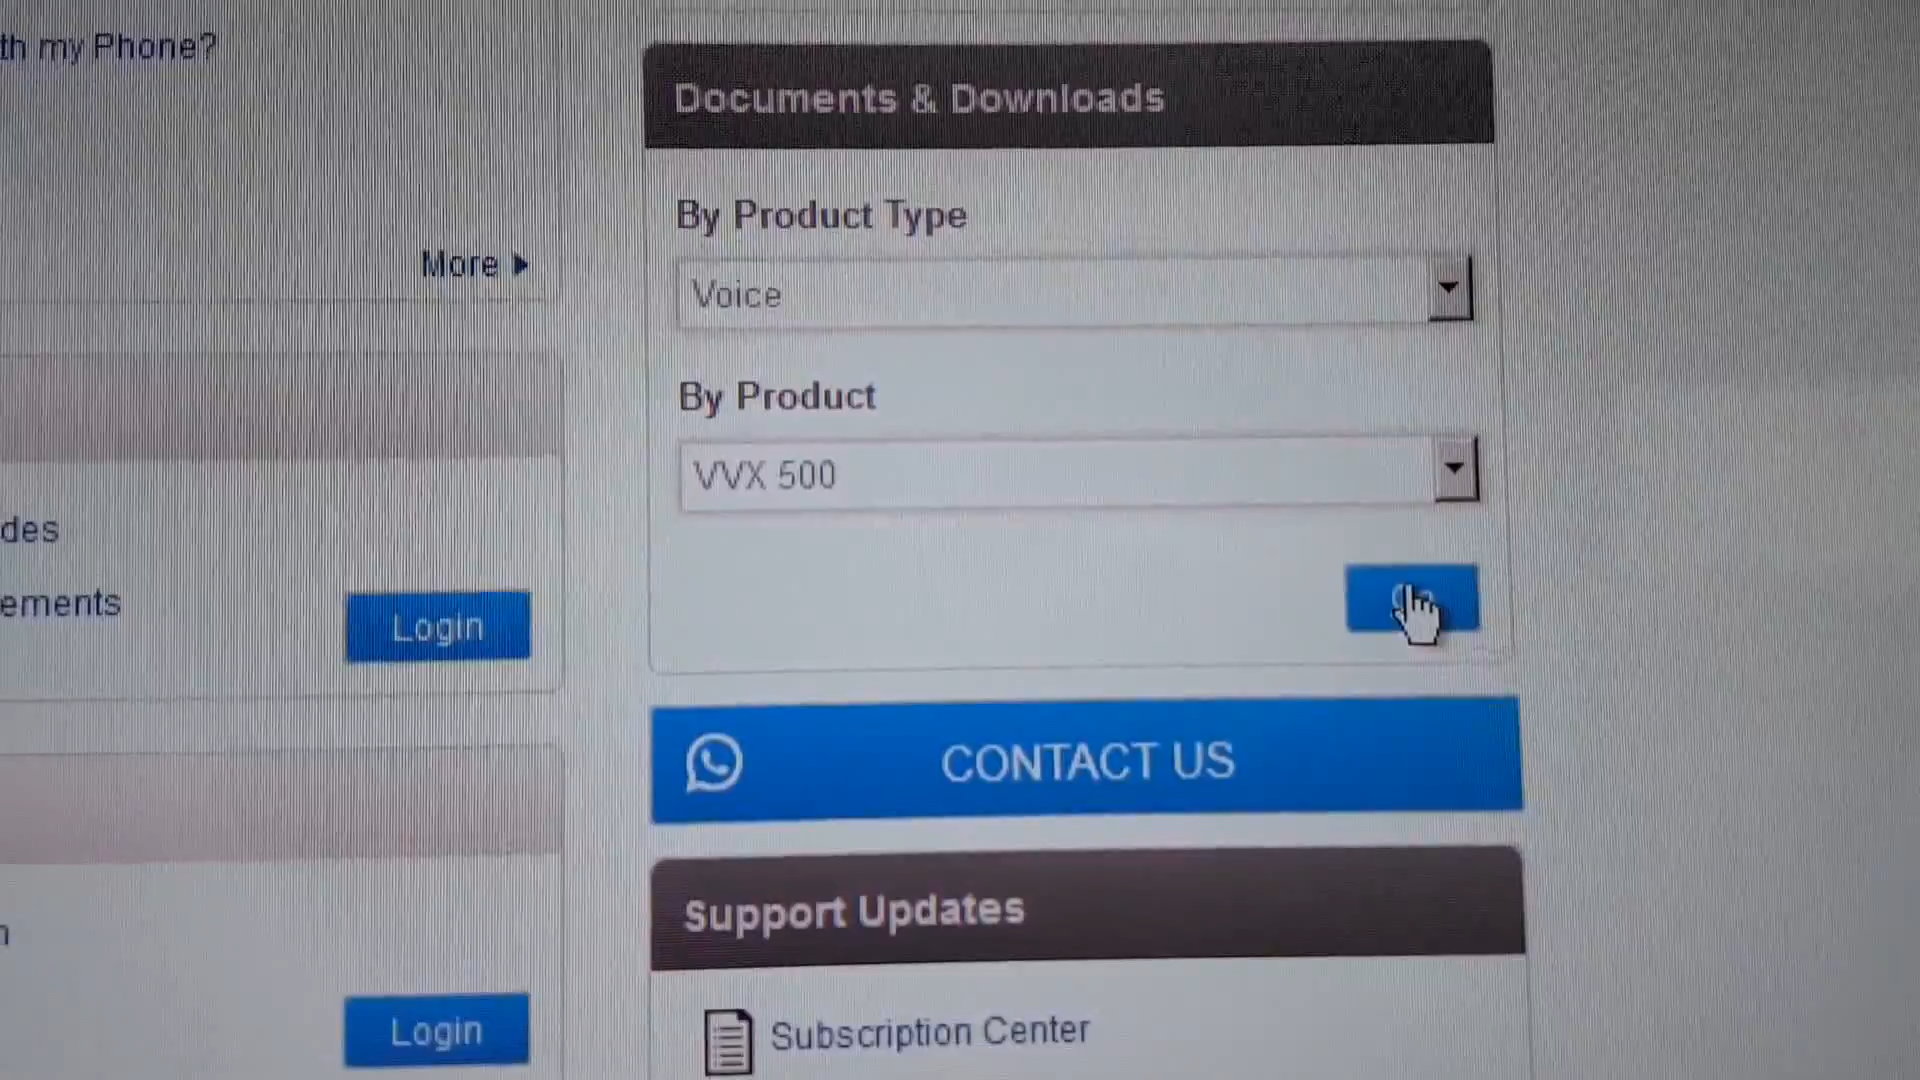 th my Phone?
More
des
ements
Login
n
Login
Documents & Downloads
By Product Type
Voice
By Product
VVX 500
CONTACT US
Support Updates
Subscription Center